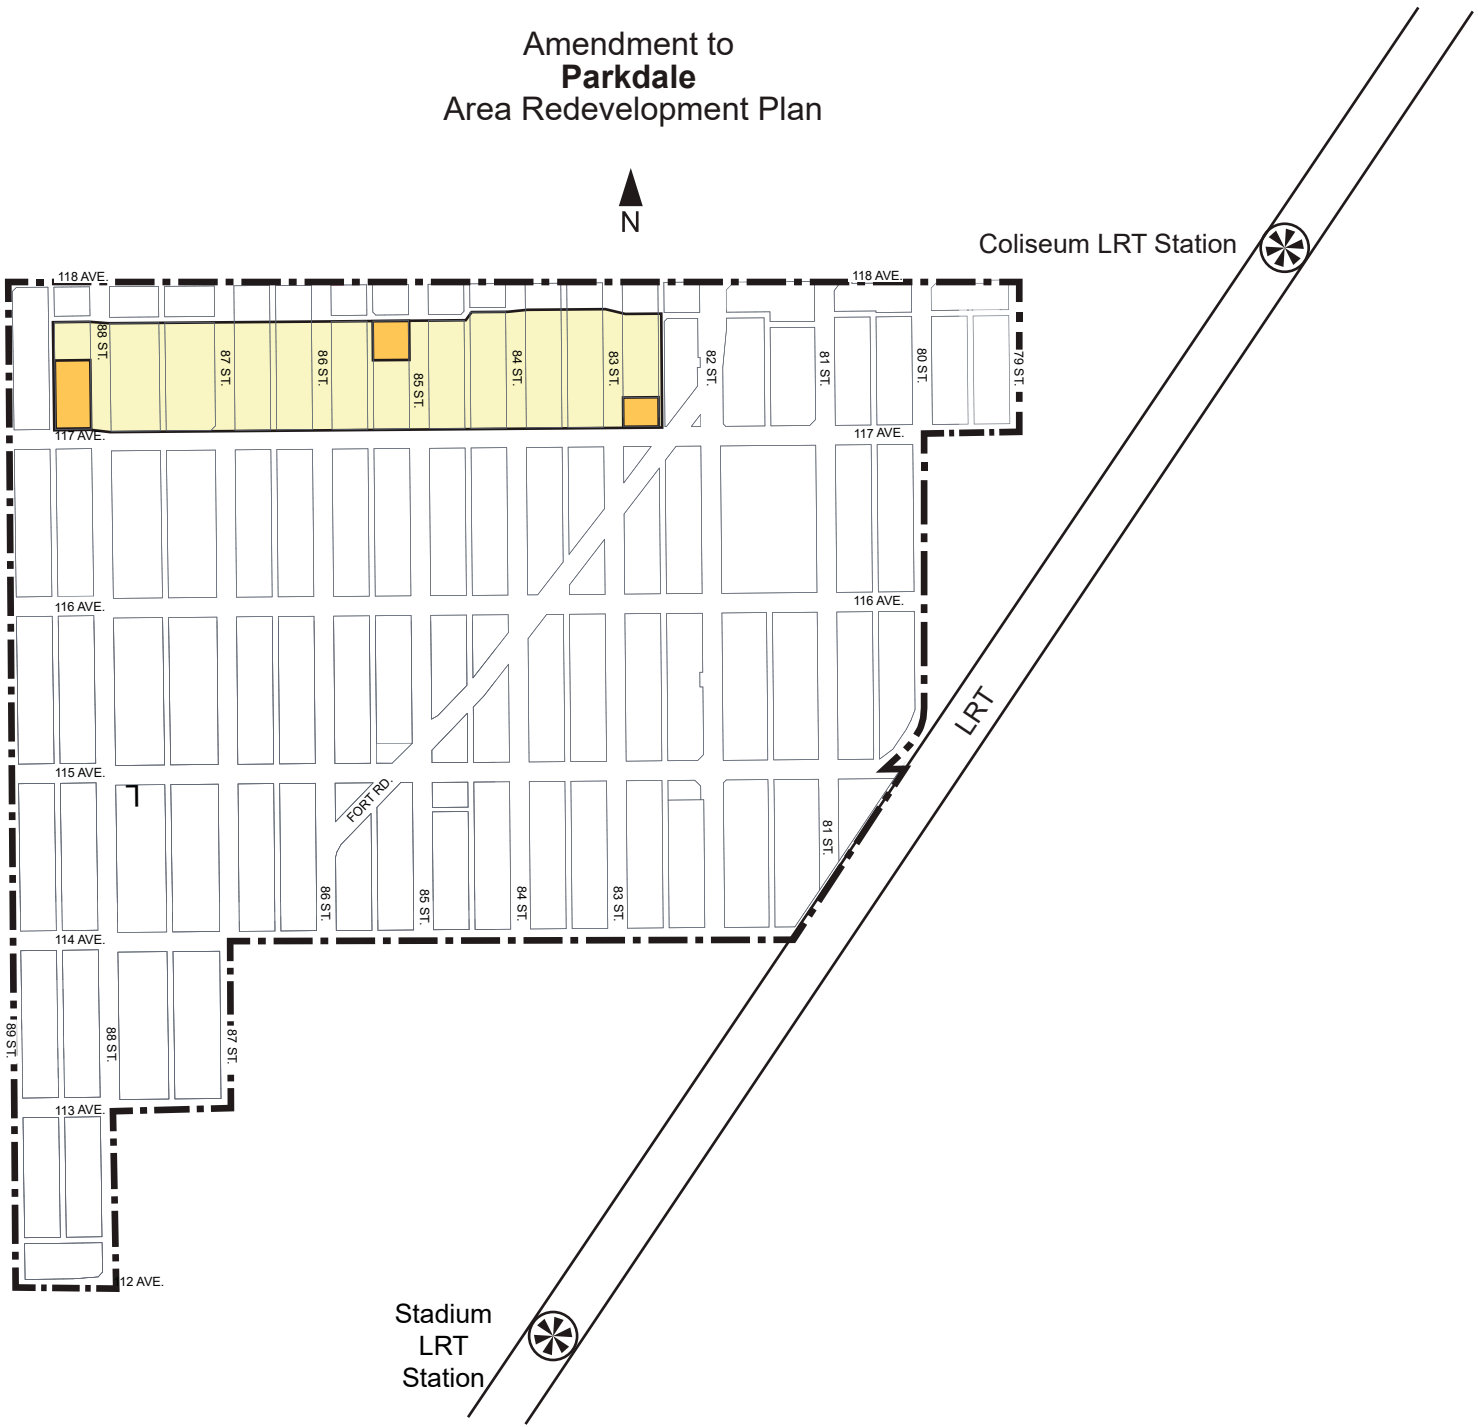 Amendment to
Parkdale
Area Redevelopment Plan
N
Coliseum LRT Station
118 AVE.
118 AVE.
88 ST.
87 ST.
86 ST.
85 ST.
84 ST.
83 ST.
82 ST.
81 ST.
80 ST.
79 ST.
117 AVE.
117 AVE.
116 AVE.
116 AVE.
LRT
115 AVE.
FORT RD.
81 ST.
86 ST.
85 ST.
84 ST.
83 ST.
114 AVE.
89 ST.
88 ST.
87 ST.
113 AVE.
112 AVE.
Stadium
LRT
Station